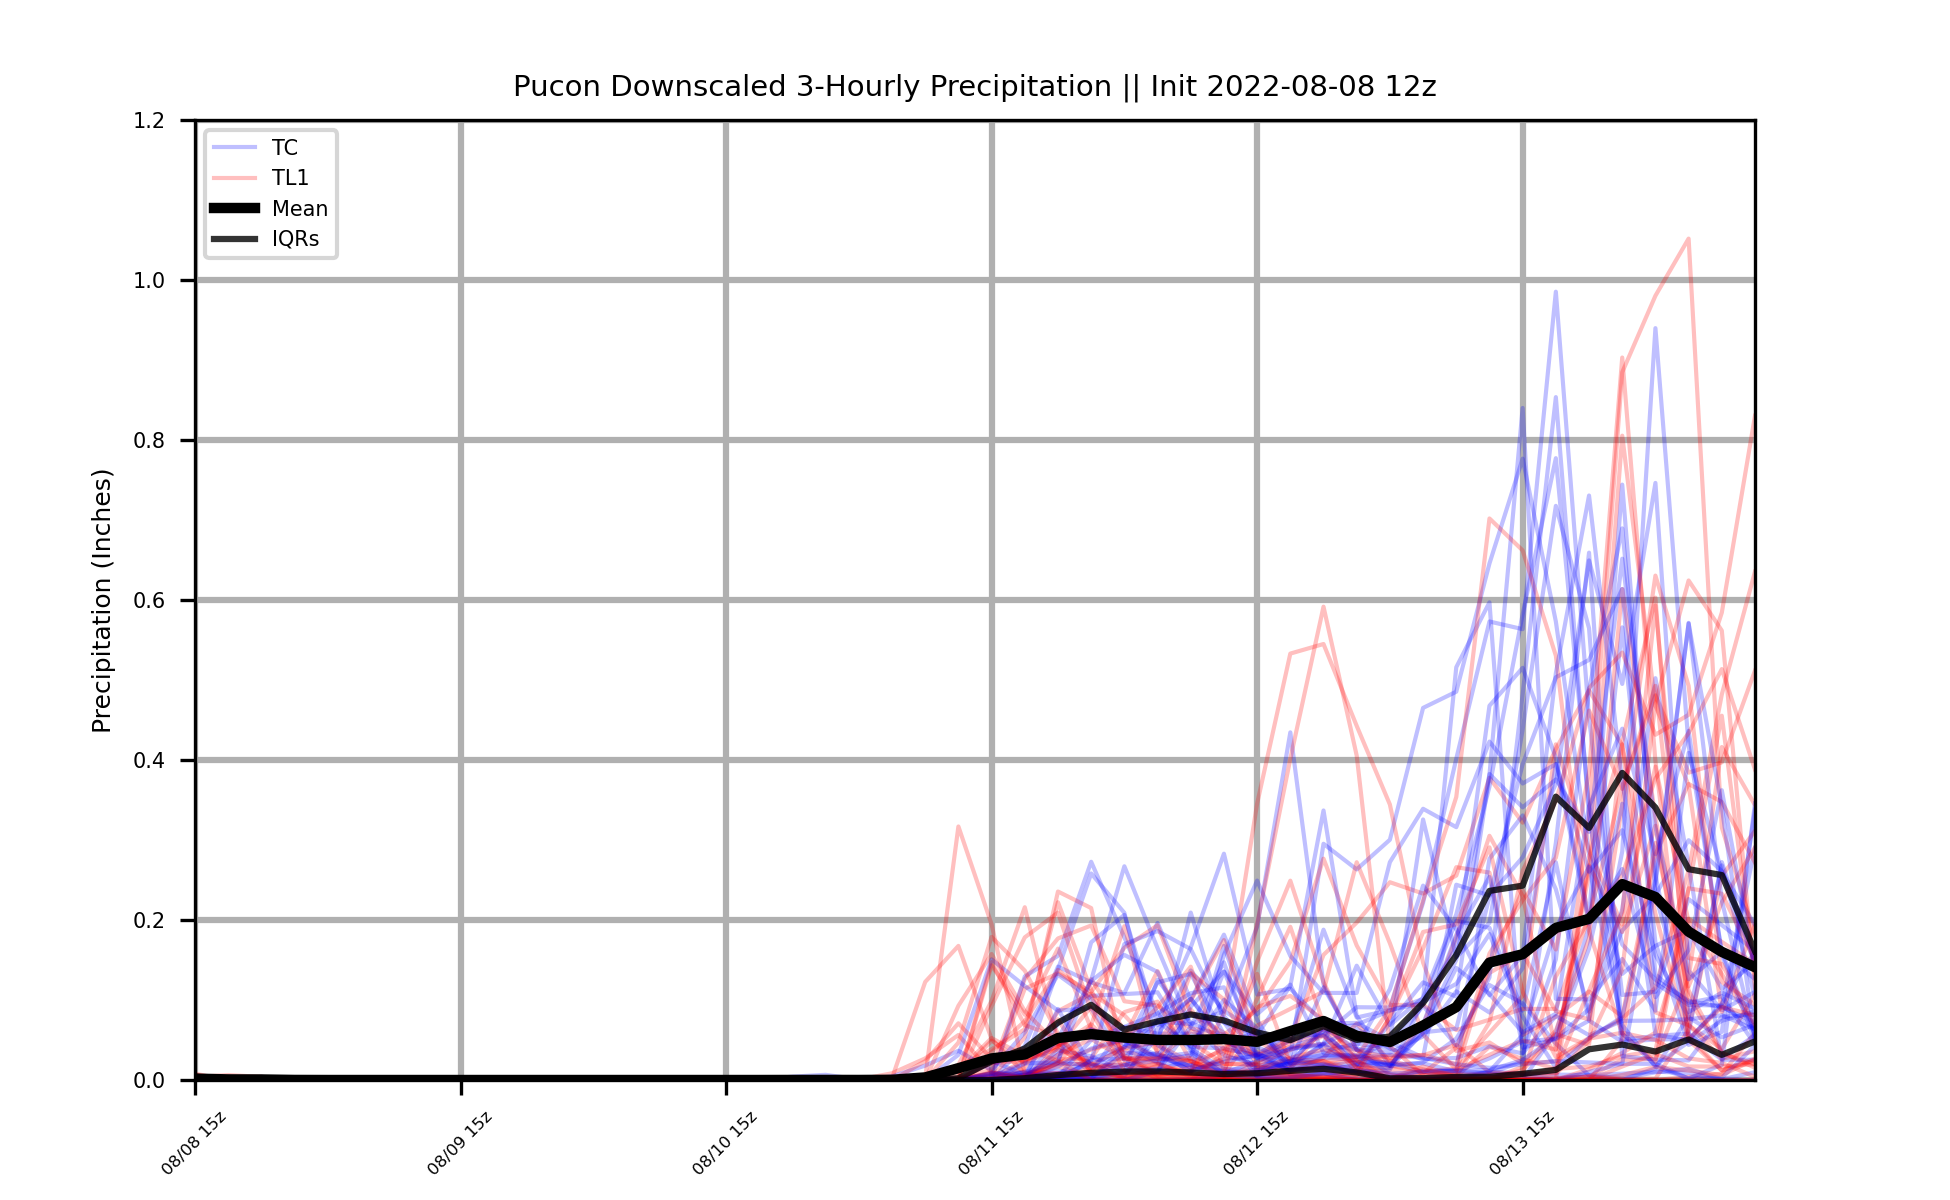 Pucon Downscaled 3-Hourly Precipitation || Init 2022-08-08 12z
TC
TL1
Mean
IQRs
Precipitation (Inches)
1.2
1.0
0.8
0.6
0.4
0.2
0.0
08/08 15z
08/09 15z
08/10 15z
08/11 15z
08/12 15z
08/13 15z